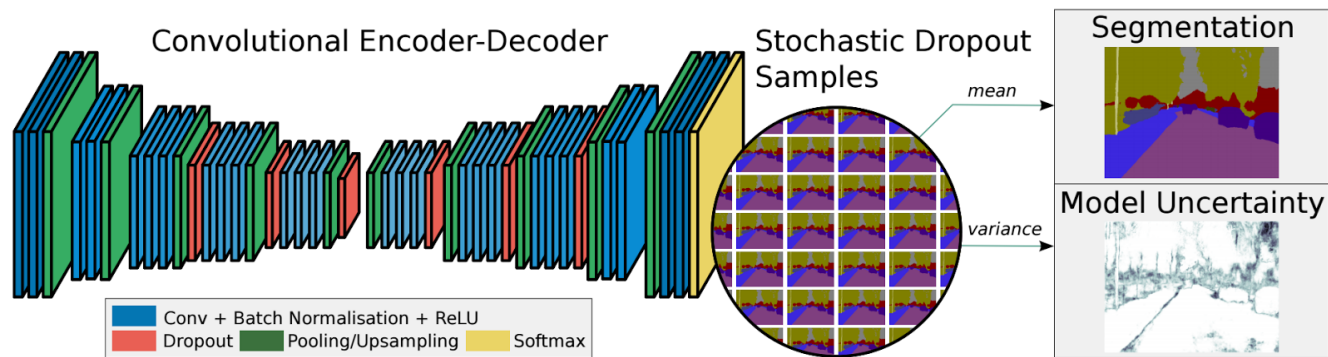 Convolutional Encoder-Decoder
Stochastic Dropout
Samples
mean
variance
Segmentation
Model Uncertainty
Conv + Batch Normalisation + ReLU
Dropout
Pooling/Upsampling
Softmax